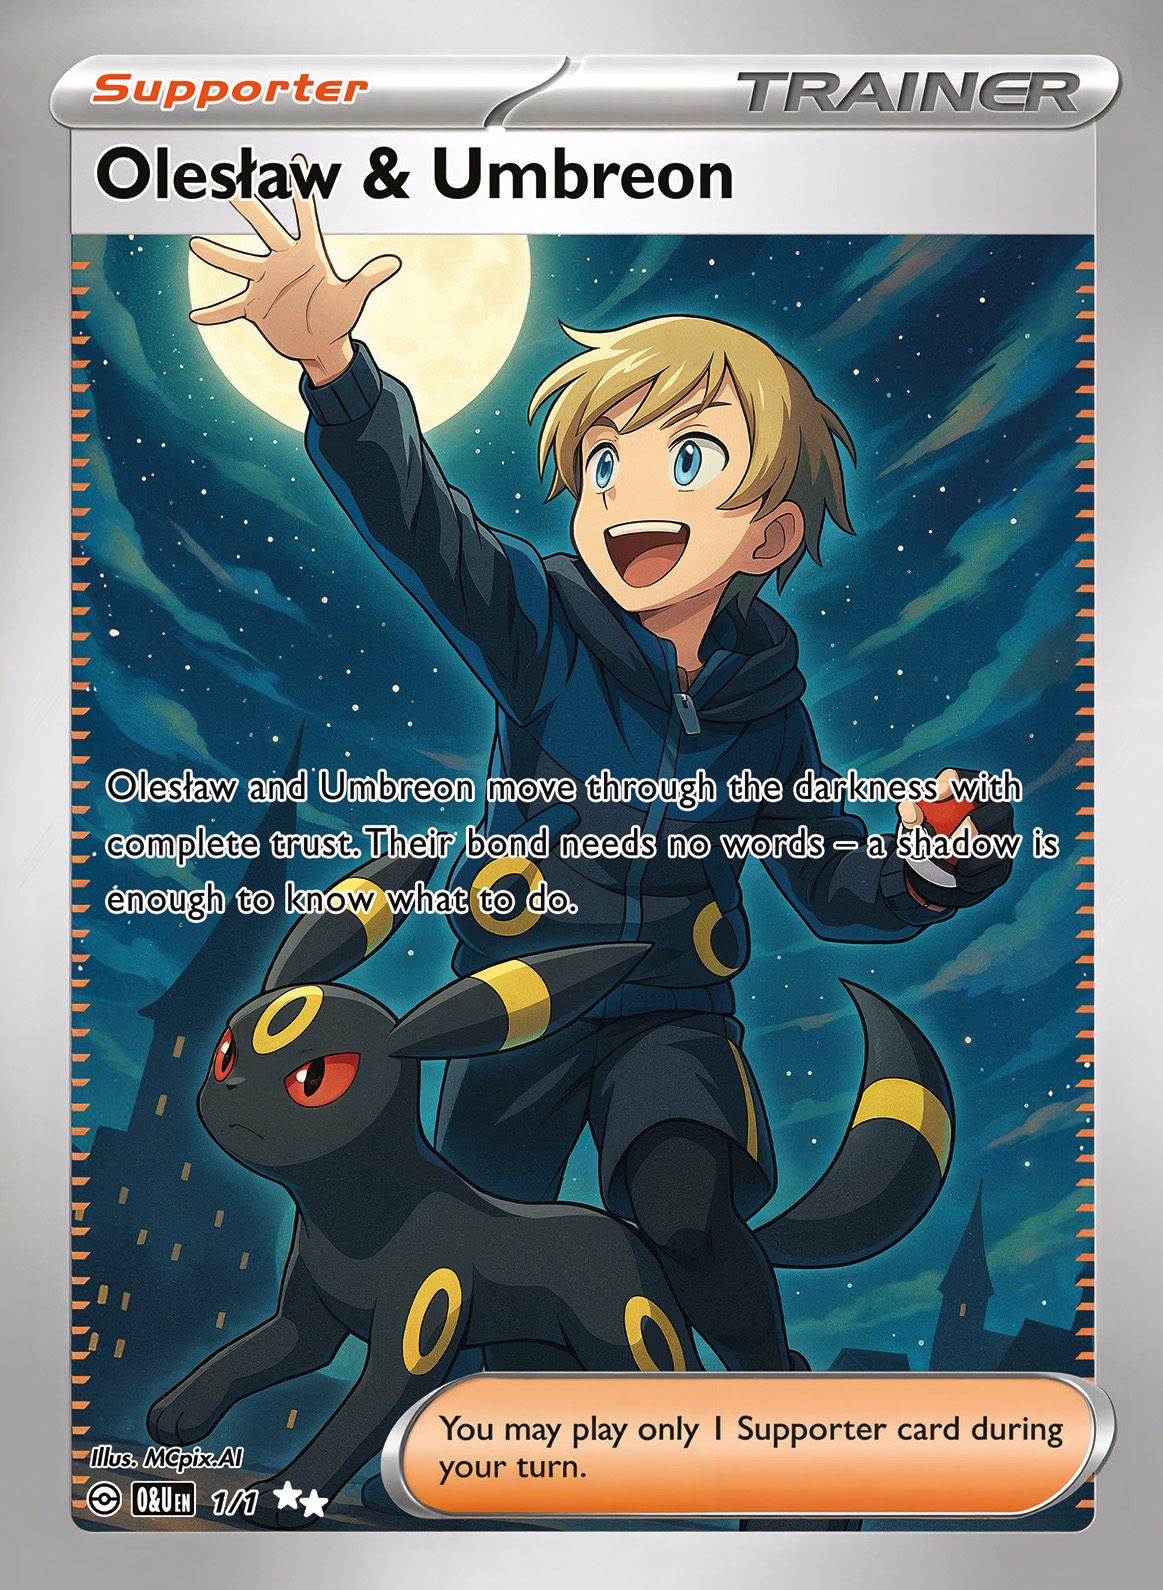 Supporter
TRAINER
Olesław & Umbreon
Olesław and Umbreon move through the darkness with
complete trust. Their bond needs no words – a shadow is
enough to know what to do.
You may play only 1 Supporter card during
your turn.
Illus. MCpix.AI
O&U EN 1/1